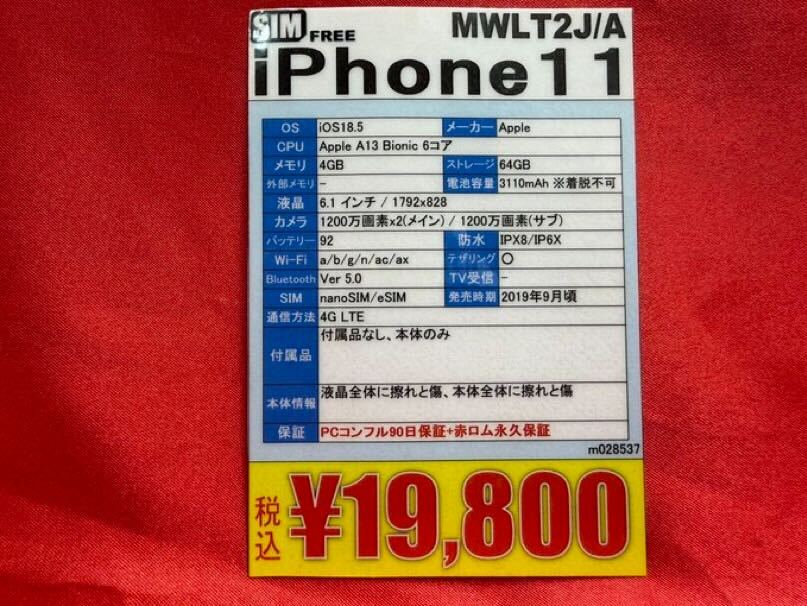 SIM FREE MWLT2J/A
iPhone11
OS iOS18.5 メーカー Apple
CPU Apple A13 Bionic 6コア
メモリ 4GB ストレージ 64GB
外部メモリ - 電池容量 3110mAh ※着脱不可
液晶 6.1 インチ / 1792x828
カメラ 1200万画素x2(メイン) / 1200万画素(サブ)
バッテリー 92 防水 IPX8/IP6X
Wi-Fi a/b/g/n/ac/ax テザリング 〇
Bluetooth Ver 5.0 TV受信 -
SIM nanoSIM/eSIM 発売時期 2019年9月頃
通信方法 4G LTE
付属品 付属品なし、本体のみ
本体情報 液晶全体に擦れと傷、本体全体に擦れと傷
保証 PCコンフル90日保証+赤ロム永久保証
m028537
税込 ¥19,800